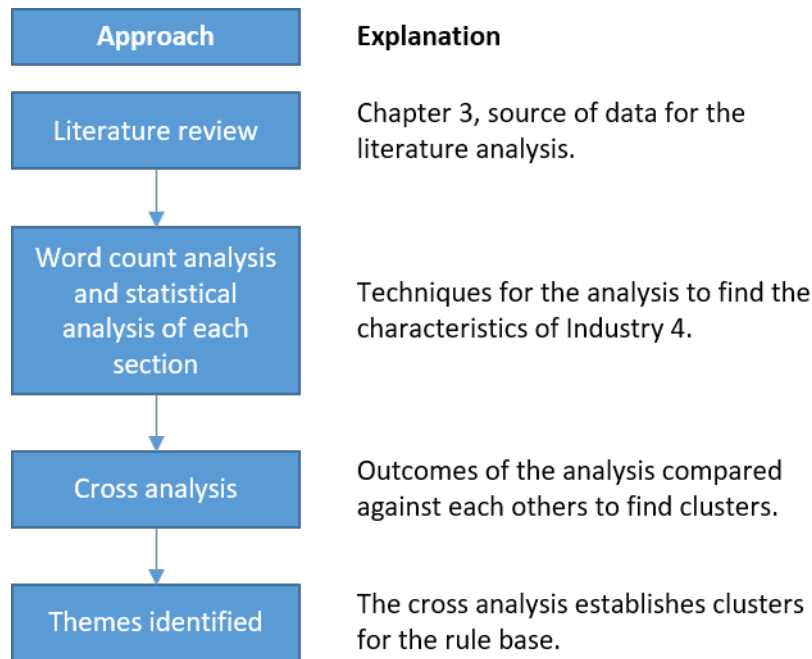 Approach
Explanation
Literature review
Chapter 3, source of data for the
literature analysis.
Word count analysis
and statistical
analysis of each
section
Techniques for the analysis to find the
characteristics of Industry 4.
Cross analysis
Outcomes of the analysis compared
against each others to find clusters.
Themes identified
The cross analysis establishes clusters
for the rule base.